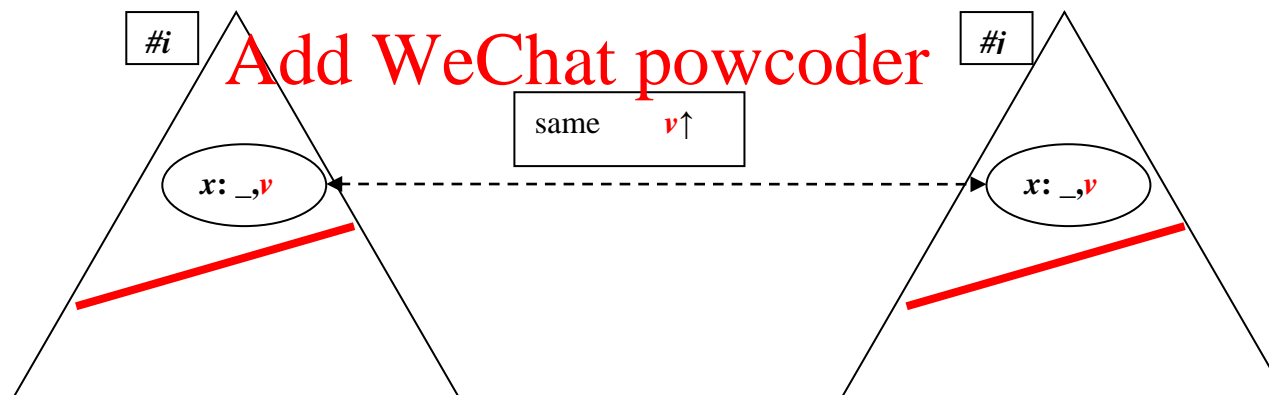 #i #i
Add WeChat powcoder
same v↑
x: _,v x: _,v